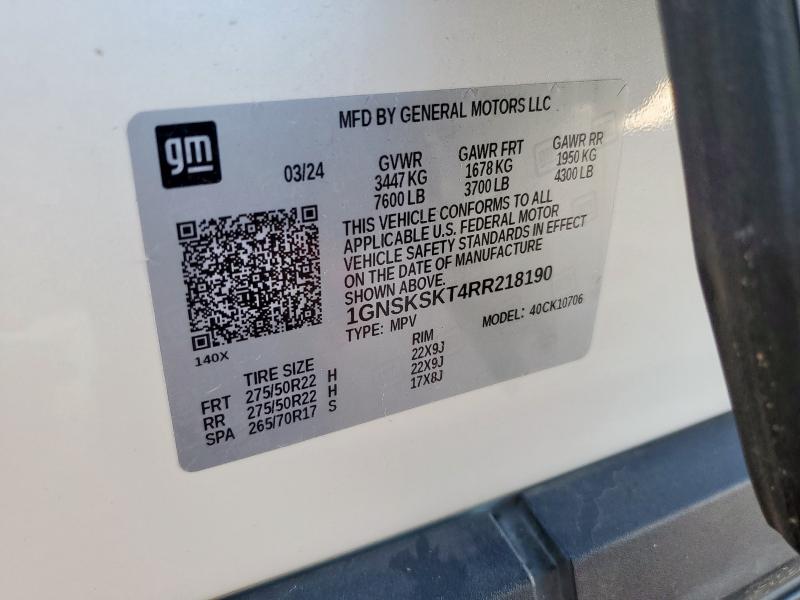 gm
MFD BY GENERAL MOTORS LLC
03/24
GVWR
3447 KG
7600 LB
GAWR FRT
1678 KG
3700 LB
GAWR RR
1950 KG
4300 LB
THIS VEHICLE CONFORMS TO ALL
APPLICABLE U.S. FEDERAL MOTOR
VEHICLE SAFETY STANDARDS IN EFFECT
ON THE DATE OF MANUFACTURE
SHOWN ABOVE.
1GNSKSKT4RR218190
TYPE: MPV MODEL: 40CK10706
140X
TIRE SIZE RIM
FRT 275/50R22 H 22X9J
RR 275/50R22 H 22X9J
SPA 265/70R17 S 17X8J